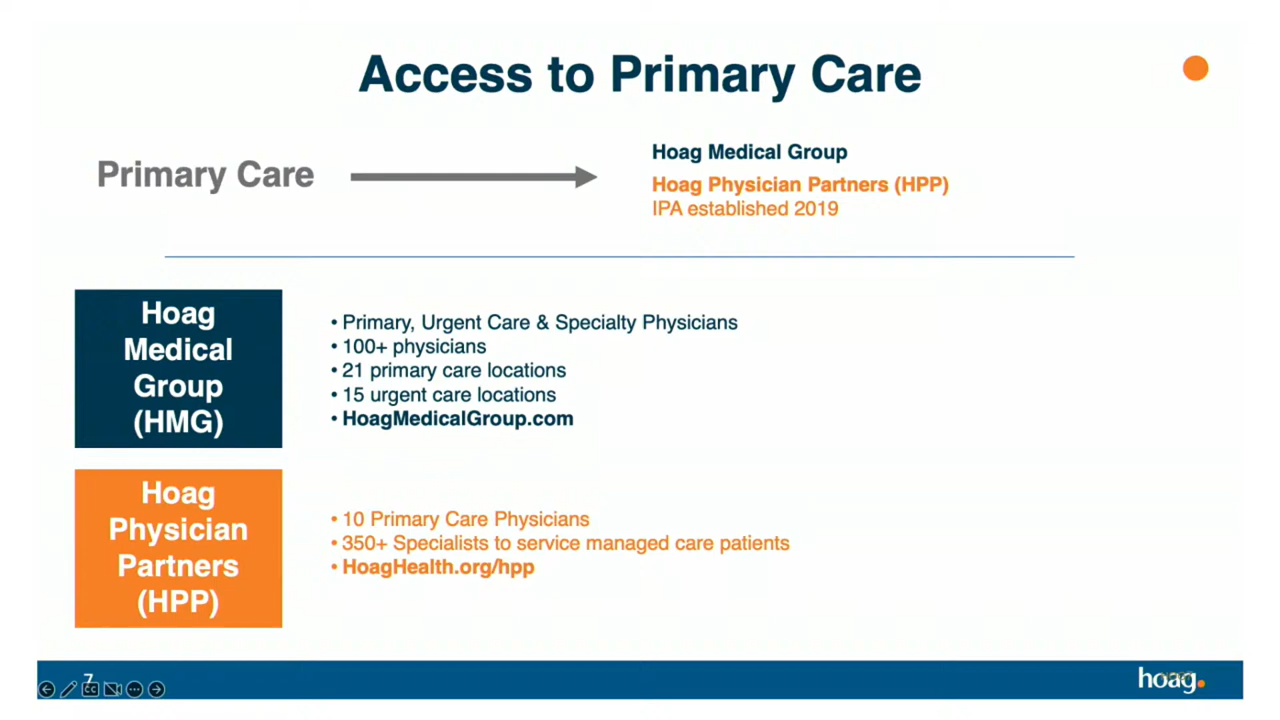 Access to Primary Care
Primary Care
Hoag Medical Group
Hoag Physician Partners (HPP)
IPA established 2019
Hoag
Medical
Group
(HMG)
• Primary, Urgent Care & Specialty Physicians
• 100+ physicians
• 21 primary care locations
• 15 urgent care locations
• HoagMedicalGroup.com
Hoag
Physician
Partners
(HPP)
• 10 Primary Care Physicians
• 350+ Specialists to service managed care patients
• HoagHealth.org/hpp
7
CC
hoag.